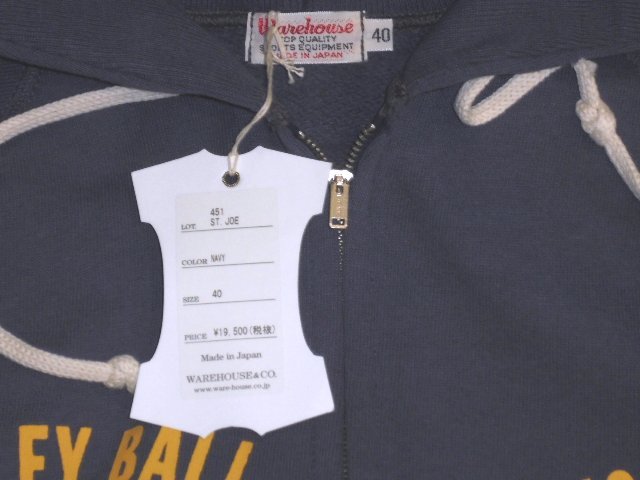 Warehouse
TOP QUALITY
SPORTS EQUIPMENT
MADE IN JAPAN
40
LOT. 451
ST. JOE
COLOR NAVY
SIZE 40
PRICE ¥19,500(税抜)
Made in Japan
WAREHOUSE&CO.
www.ware-house.co.jp
EY BALL